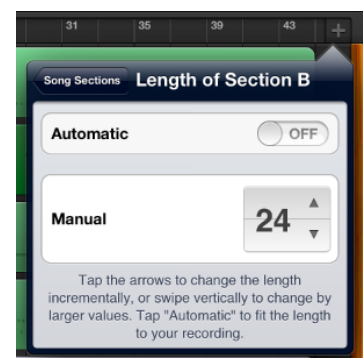 31 35 39 43 +
Song Sections Length of Section B
Automatic OFF
Manual 24
Tap the arrows to change the length
incrementally, or swipe vertically to change by
larger values. Tap "Automatic" to fit the length
to your recording.